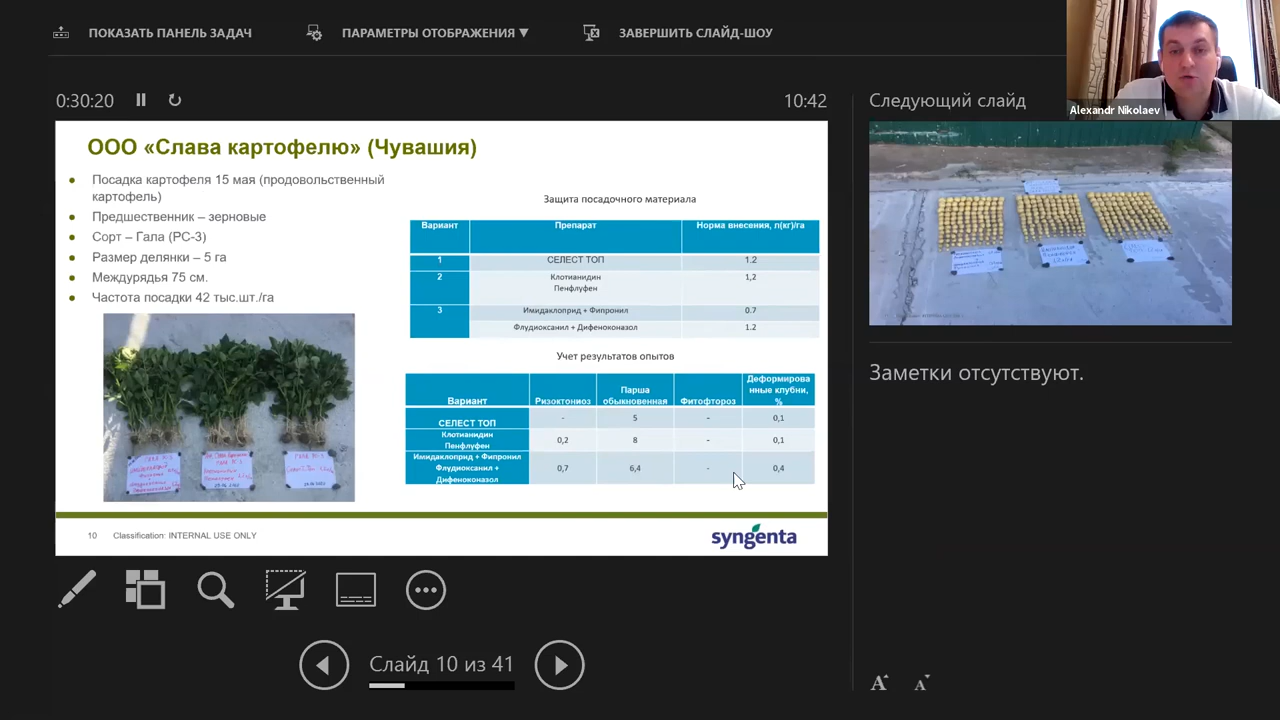 ПОКАЗАТЬ ПАНЕЛЬ ЗАДАЧ
ПАРАМЕТРЫ ОТОБРАЖЕНИЯ ▼
ЗАВЕРШИТЬ СЛАЙД-ШОУ
Alexandr Nikolaev
0:30:20
10:42
Следующий слайд
ООО «Слава картофелю» (Чувашия)
Посадка картофеля 15 мая (продовольственный
картофель)
Предшественник – зерновые
Сорт – Гала (РС-3)
Размер делянки – 5 га
Междурядья 75 см.
Частота посадки 42 тыс.шт./га
Защита посадочного материала
Вариант Препарат Норма внесения, л(кг)/га
1 СЕЛЕСТ ТОП 1.2
2 Клотианидин 1,2
Пенфлуфен
3 Имидаклоприд + Фипронил 0.7
Флудиоксанил + Дифеноконазол 1.2
Учет результатов опытов
Вариант Ризоктониоз Парша обыкновенная Фитофтороз Деформирова нные клубни, %
СЕЛЕСТ ТОП - 5 - 0,1
Клотианидин Пенфлуфен 0,2 8 - 0,1
Имидаклоприд + Фипронил Флудиоксанил + Дифеноконазол 0,7 6,4 - 0,4
10 Classification: INTERNAL USE ONLY
syngenta
Заметки отсутствуют.
Слайд 10 из 41